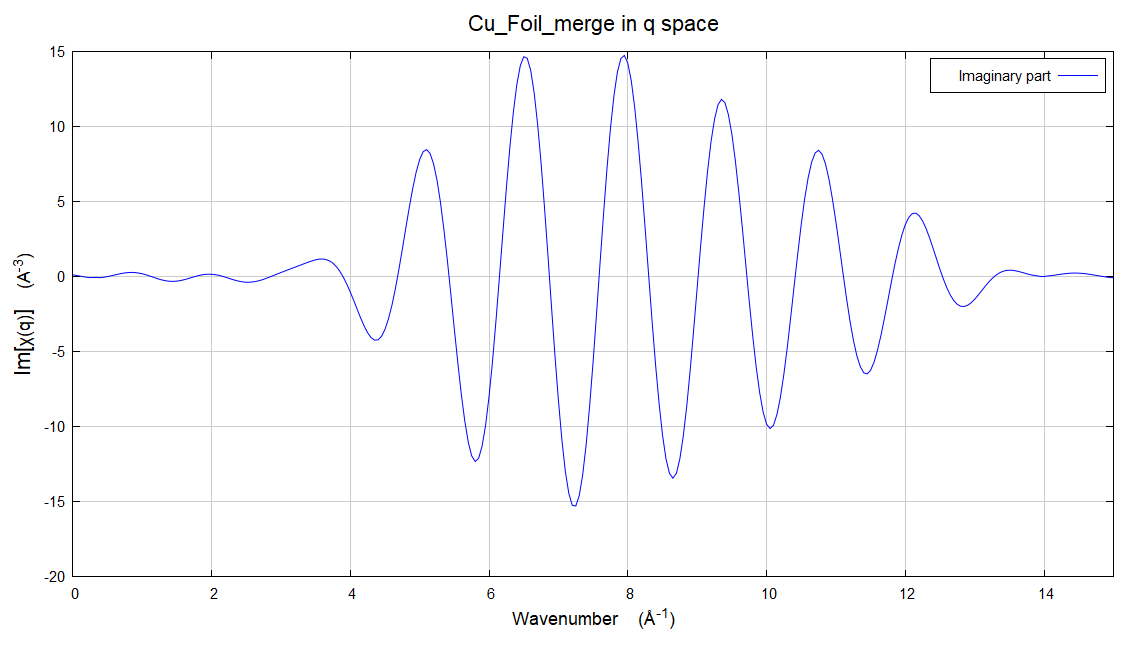 Cu_Foil_merge in q space
Imaginary part
15
10
5
0
-5
-10
-15
-20
Im[χ(q)] (A⁻³)
0 2 4 6 8 10 12 14
Wavenumber (Å⁻¹)